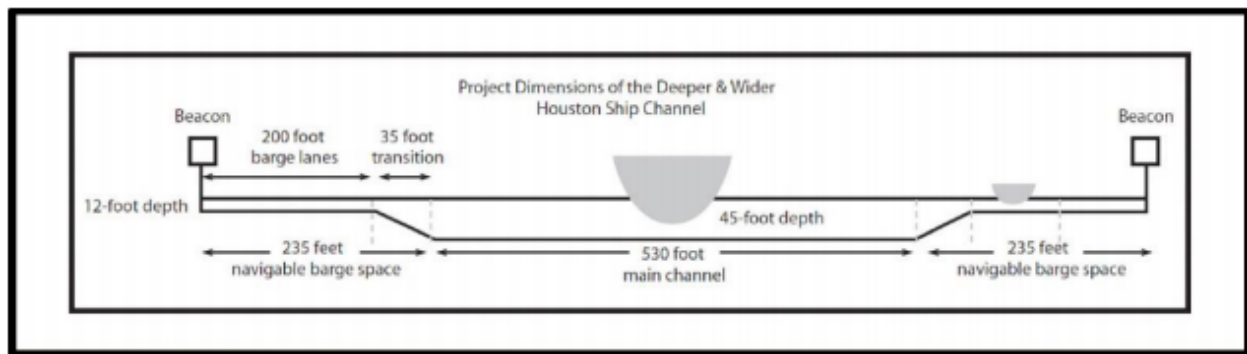 Project Dimensions of the Deeper & Wider
Houston Ship Channel
Beacon
200 foot
barge lanes
35 foot
transition
Beacon
12-foot depth
45-foot depth
235 feet
navigable barge space
530 foot
main channel
235 feet
navigable barge space